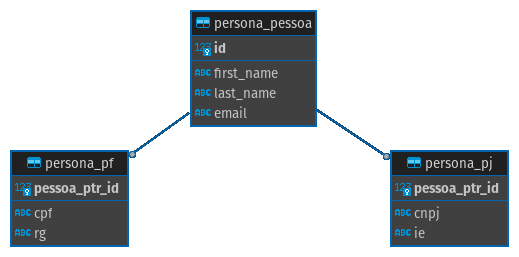 persona_pessoa
123 id
ABC first_name
ABC last_name
ABC email
persona_pf
123 pessoa_ptr_id
ABC cpf
ABC rg
persona_pj
123 pessoa_ptr_id
ABC cnpj
ABC ie